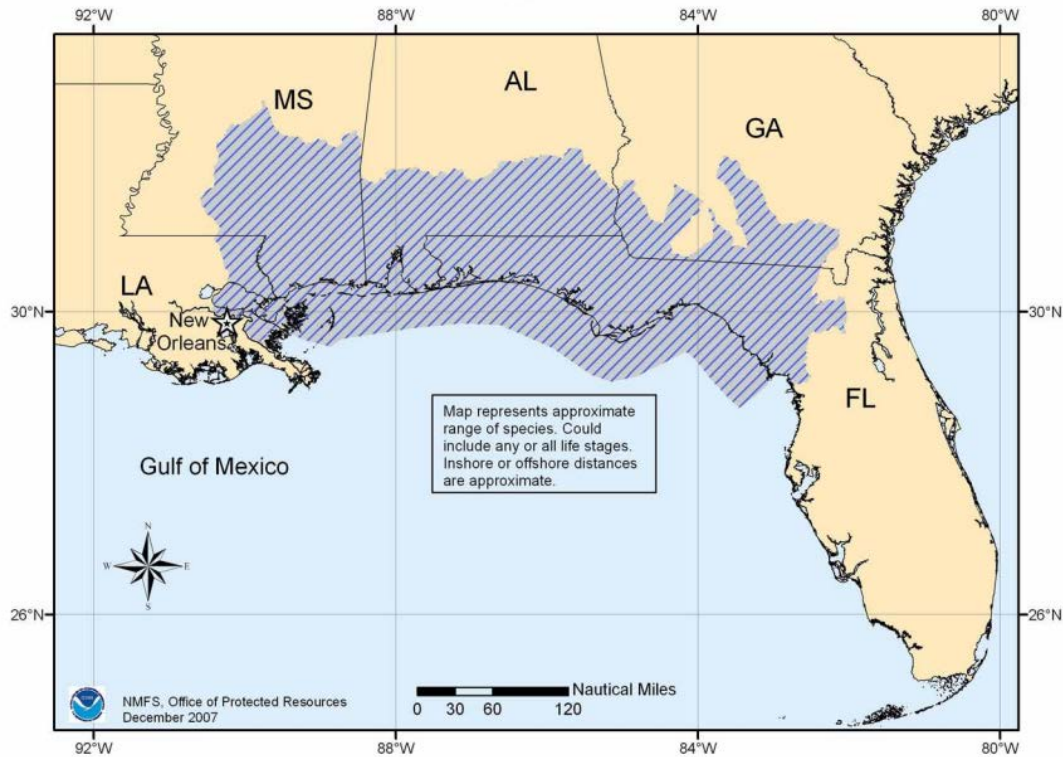 92°W
88°W
84°W
80°W
MS
AL
GA
LA
30°N
30°N
New
Orleans
FL
Map represents approximate
range of species. Could
include any or all life stages.
Inshore or offshore distances
are approximate.
Gulf of Mexico
N
W
E
S
26°N
26°N
NMFS, Office of Protected Resources
December 2007
Nautical Miles
0 30 60 120
92°W
88°W
84°W
80°W